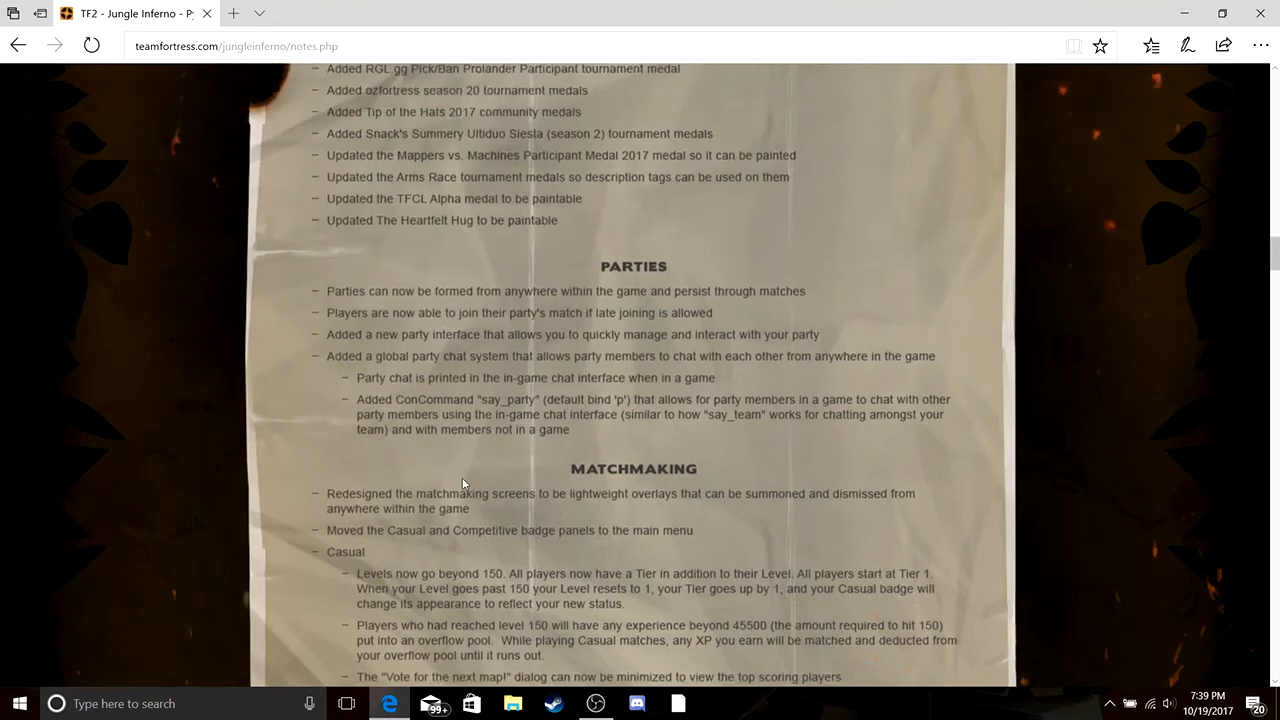 TF2 - Jungle Inferno - P
teamfortress.com/jungleinferno/notes.php
– Added RGL.gg Pick/Ban Prolander Participant tournament medal
– Added ozfortress season 20 tournament medals
– Added Tip of the Hats 2017 community medals
– Added Snack's Summery Ultiduo Siesta (season 2) tournament medals
– Updated the Mappers vs. Machines Participant Medal 2017 medal so it can be painted
– Updated the Arms Race tournament medals so description tags can be used on them
– Updated the TFCL Alpha medal to be paintable
– Updated The Heartfelt Hug to be paintable
PARTIES
– Parties can now be formed from anywhere within the game and persist through matches
– Players are now able to join their party's match if late joining is allowed
– Added a new party interface that allows you to quickly manage and interact with your party
– Added a global party chat system that allows party members to chat with each other from anywhere in the game
– Party chat is printed in the in-game chat interface when in a game
– Added ConCommand "say_party" (default bind 'p') that allows for party members in a game to chat with other
party members using the in-game chat interface (similar to how "say_team" works for chatting amongst your
team) and with members not in a game
MATCHMAKING
– Redesigned the matchmaking screens to be lightweight overlays that can be summoned and dismissed from
anywhere within the game
– Moved the Casual and Competitive badge panels to the main menu
– Casual
– Levels now go beyond 150. All players now have a Tier in addition to their Level. All players start at Tier 1.
When your Level goes past 150 your Level resets to 1, your Tier goes up by 1, and your Casual badge will
change its appearance to reflect your new status.
– Players who had reached level 150 will have any experience beyond 45500 (the amount required to hit 150)
put into an overflow pool. While playing Casual matches, any XP you earn will be matched and deducted from
your overflow pool until it runs out.
– The "Vote for the next map!" dialog can now be minimized to view the top scoring players
Type here to search
99+
7:39 PM
10/19/2017
20